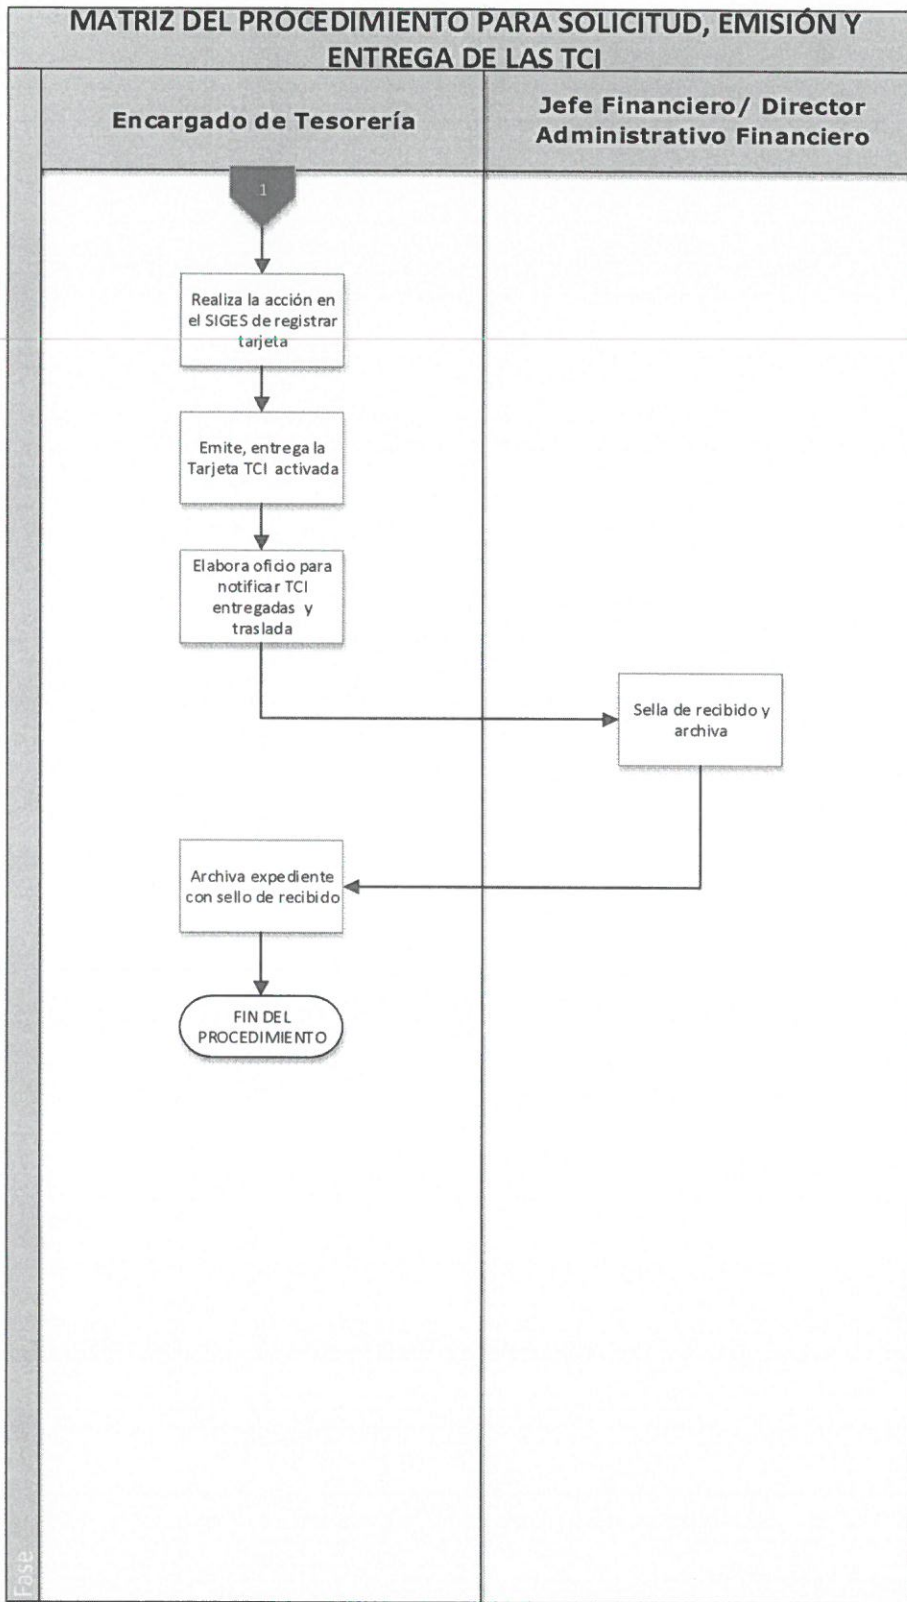 MATRIZ DEL PROCEDIMIENTO PARA SOLICITUD, EMISIÓN Y
ENTREGA DE LAS TCI
Encargado de Tesorería
Jefe Financiero/ Director
Administrativo Financiero
1
Realiza la acción en
el SIGES de registrar
tarjeta
Emite, entrega la
Tarjeta TCI activada
Elabora oficio para
notificar TCI
entregadas y
traslada
Sella de recibido y
archiva
Archiva expediente
con sello de recibido
FIN DEL
PROCEDIMIENTO
Fase